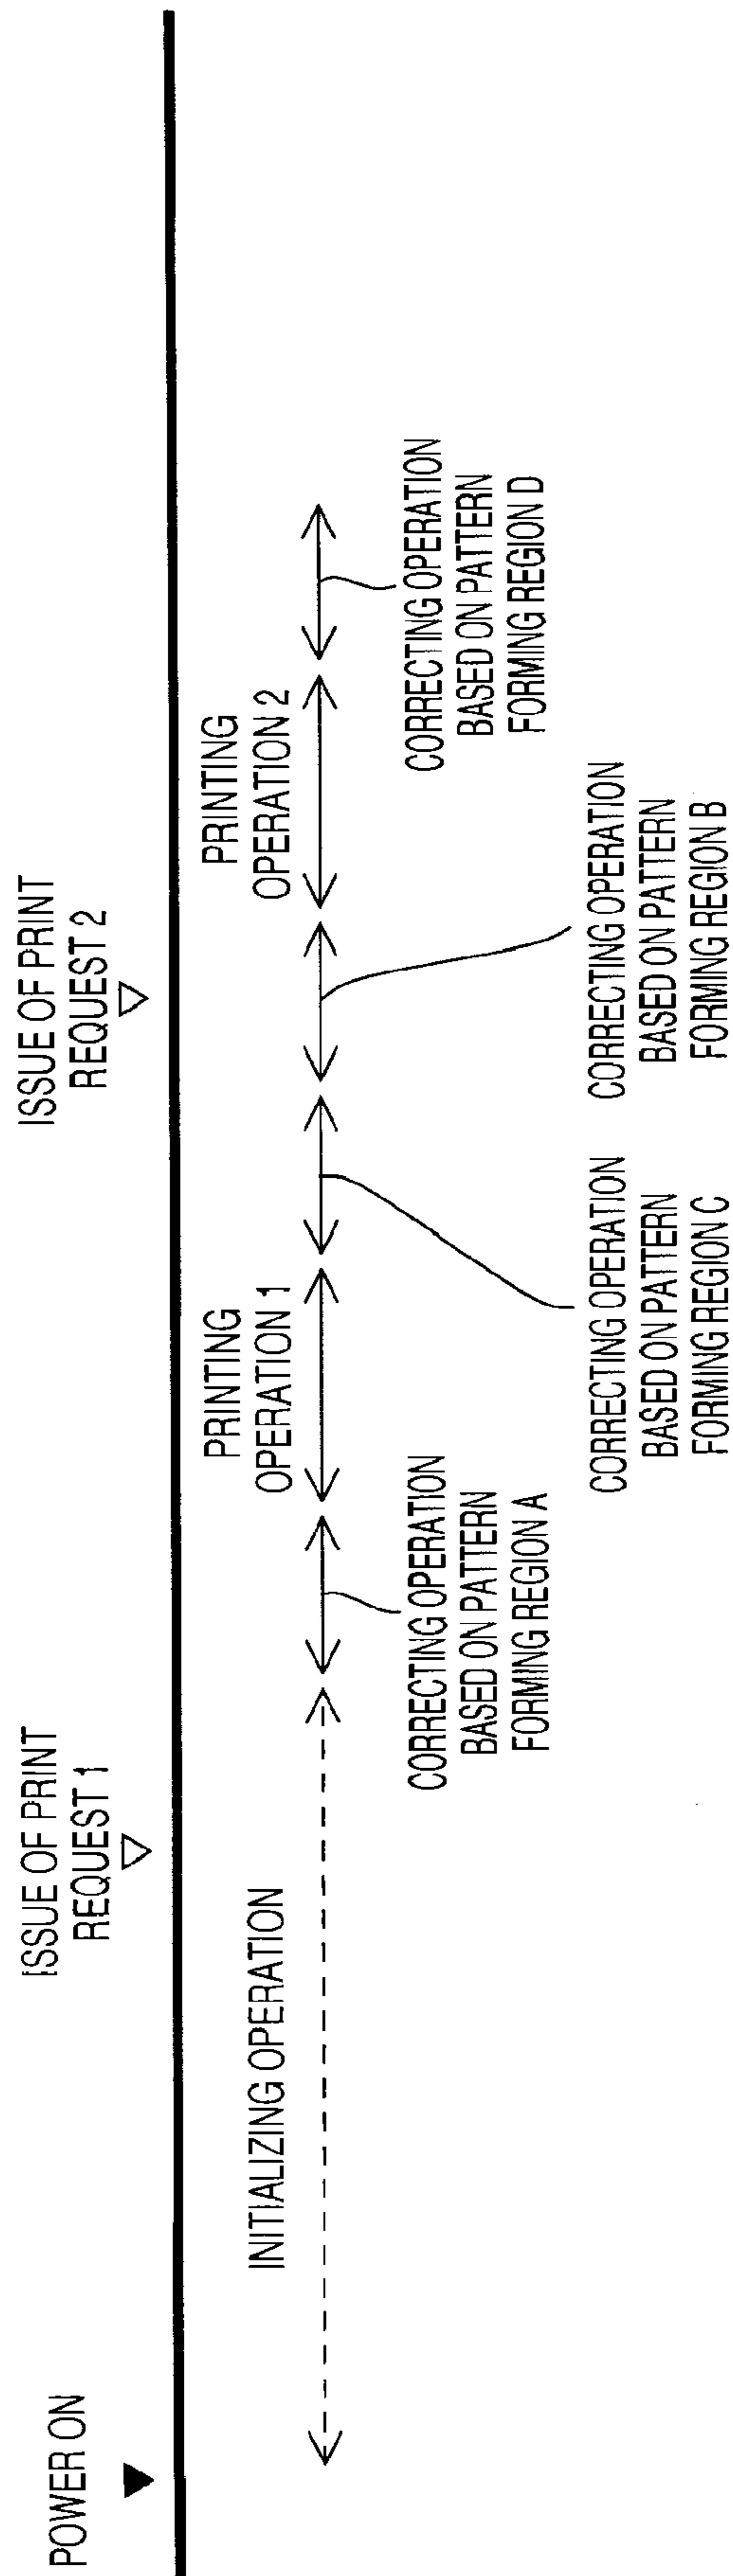 POWER ON
ISSUE OF PRINT
REQUEST 1
ISSUE OF PRINT
REQUEST 2
INITIALIZING OPERATION
PRINTING
OPERATION 1
PRINTING
OPERATION 2
CORRECTING OPERATION
BASED ON PATTERN
FORMING REGION A
CORRECTING OPERATION
BASED ON PATTERN
FORMING REGION C
CORRECTING OPERATION
BASED ON PATTERN
FORMING REGION B
CORRECTING OPERATION
BASED ON PATTERN
FORMING REGION D